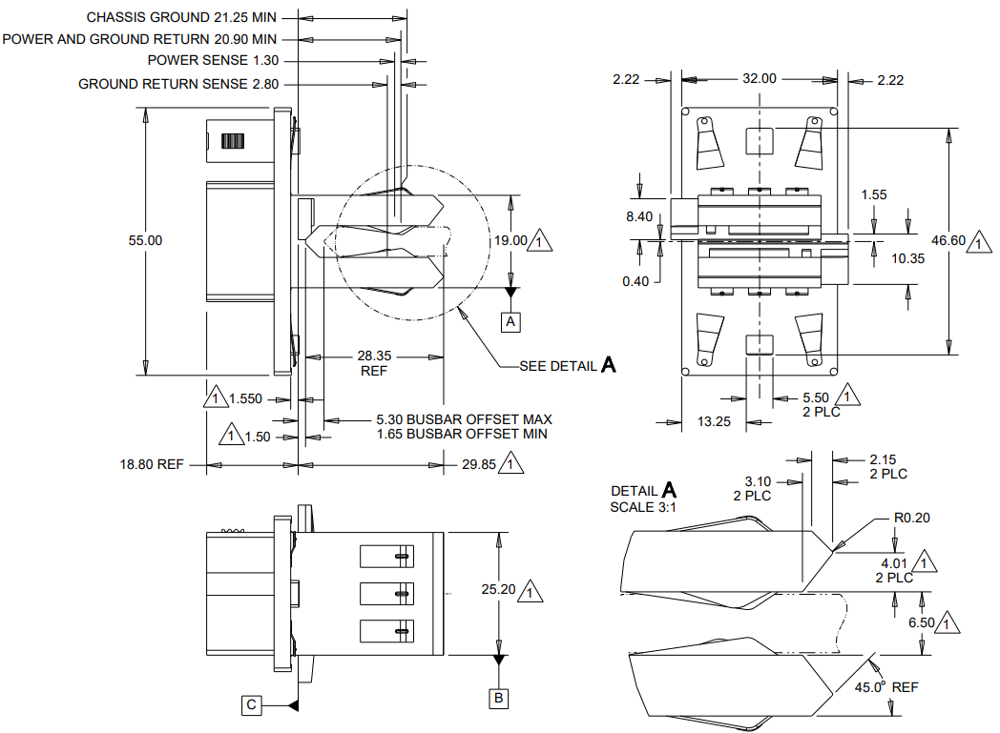 CHASSIS GROUND 21.25 MIN
POWER AND GROUND RETURN 20.90 MIN
POWER SENSE 1.30
GROUND RETURN SENSE 2.80
55.00
19.00 1
A
28.35
REF
SEE DETAIL A
1 1.550
1 1.50
5.30 BUSBAR OFFSET MAX
1.65 BUSBAR OFFSET MIN
18.80 REF
29.85 1
2.22
32.00
2.22
8.40
0.40
1.55
10.35
46.60 1
5.50 1
2 PLC
13.25
25.20 1
B
C
DETAIL A
SCALE 3:1
3.10
2 PLC
2.15
2 PLC
R0.20
4.01 1
2 PLC
6.50 1
45.0° REF